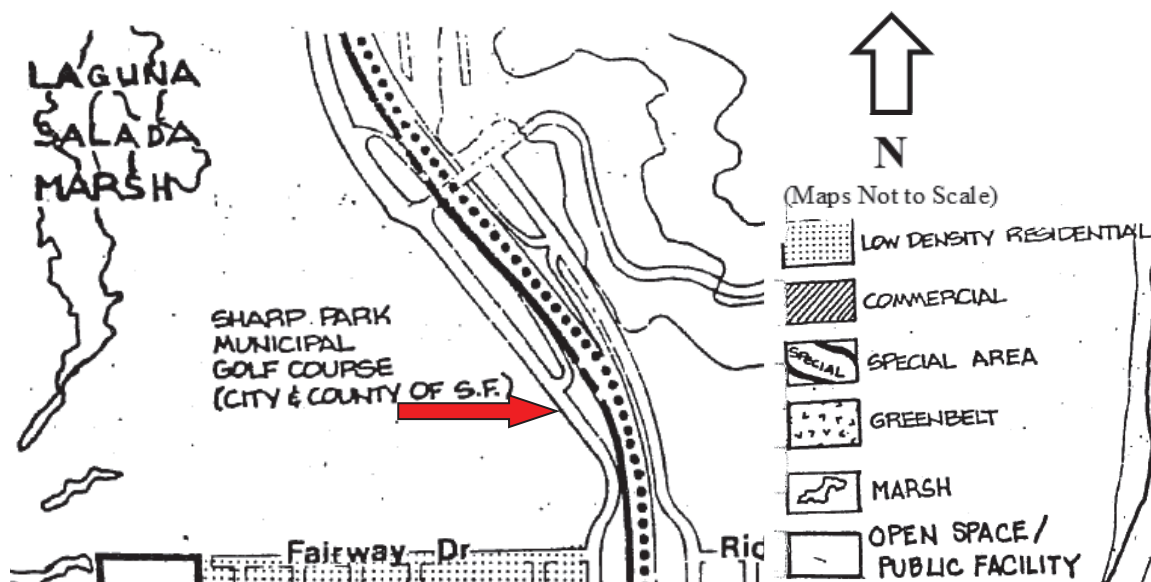 LAGUNA
SALADA
MARSH
SHARP PARK
MUNICIPAL
GOLF COURSE
(CITY & COUNTY OF S.F.)
Fairway Dr
Ric
N
(Maps Not to Scale)
LOW DENSITY RESIDENTIAL
COMMERCIAL
SPECIAL
SPECIAL AREA
GREENBELT
MARSH
OPEN SPACE/
PUBLIC FACILITY